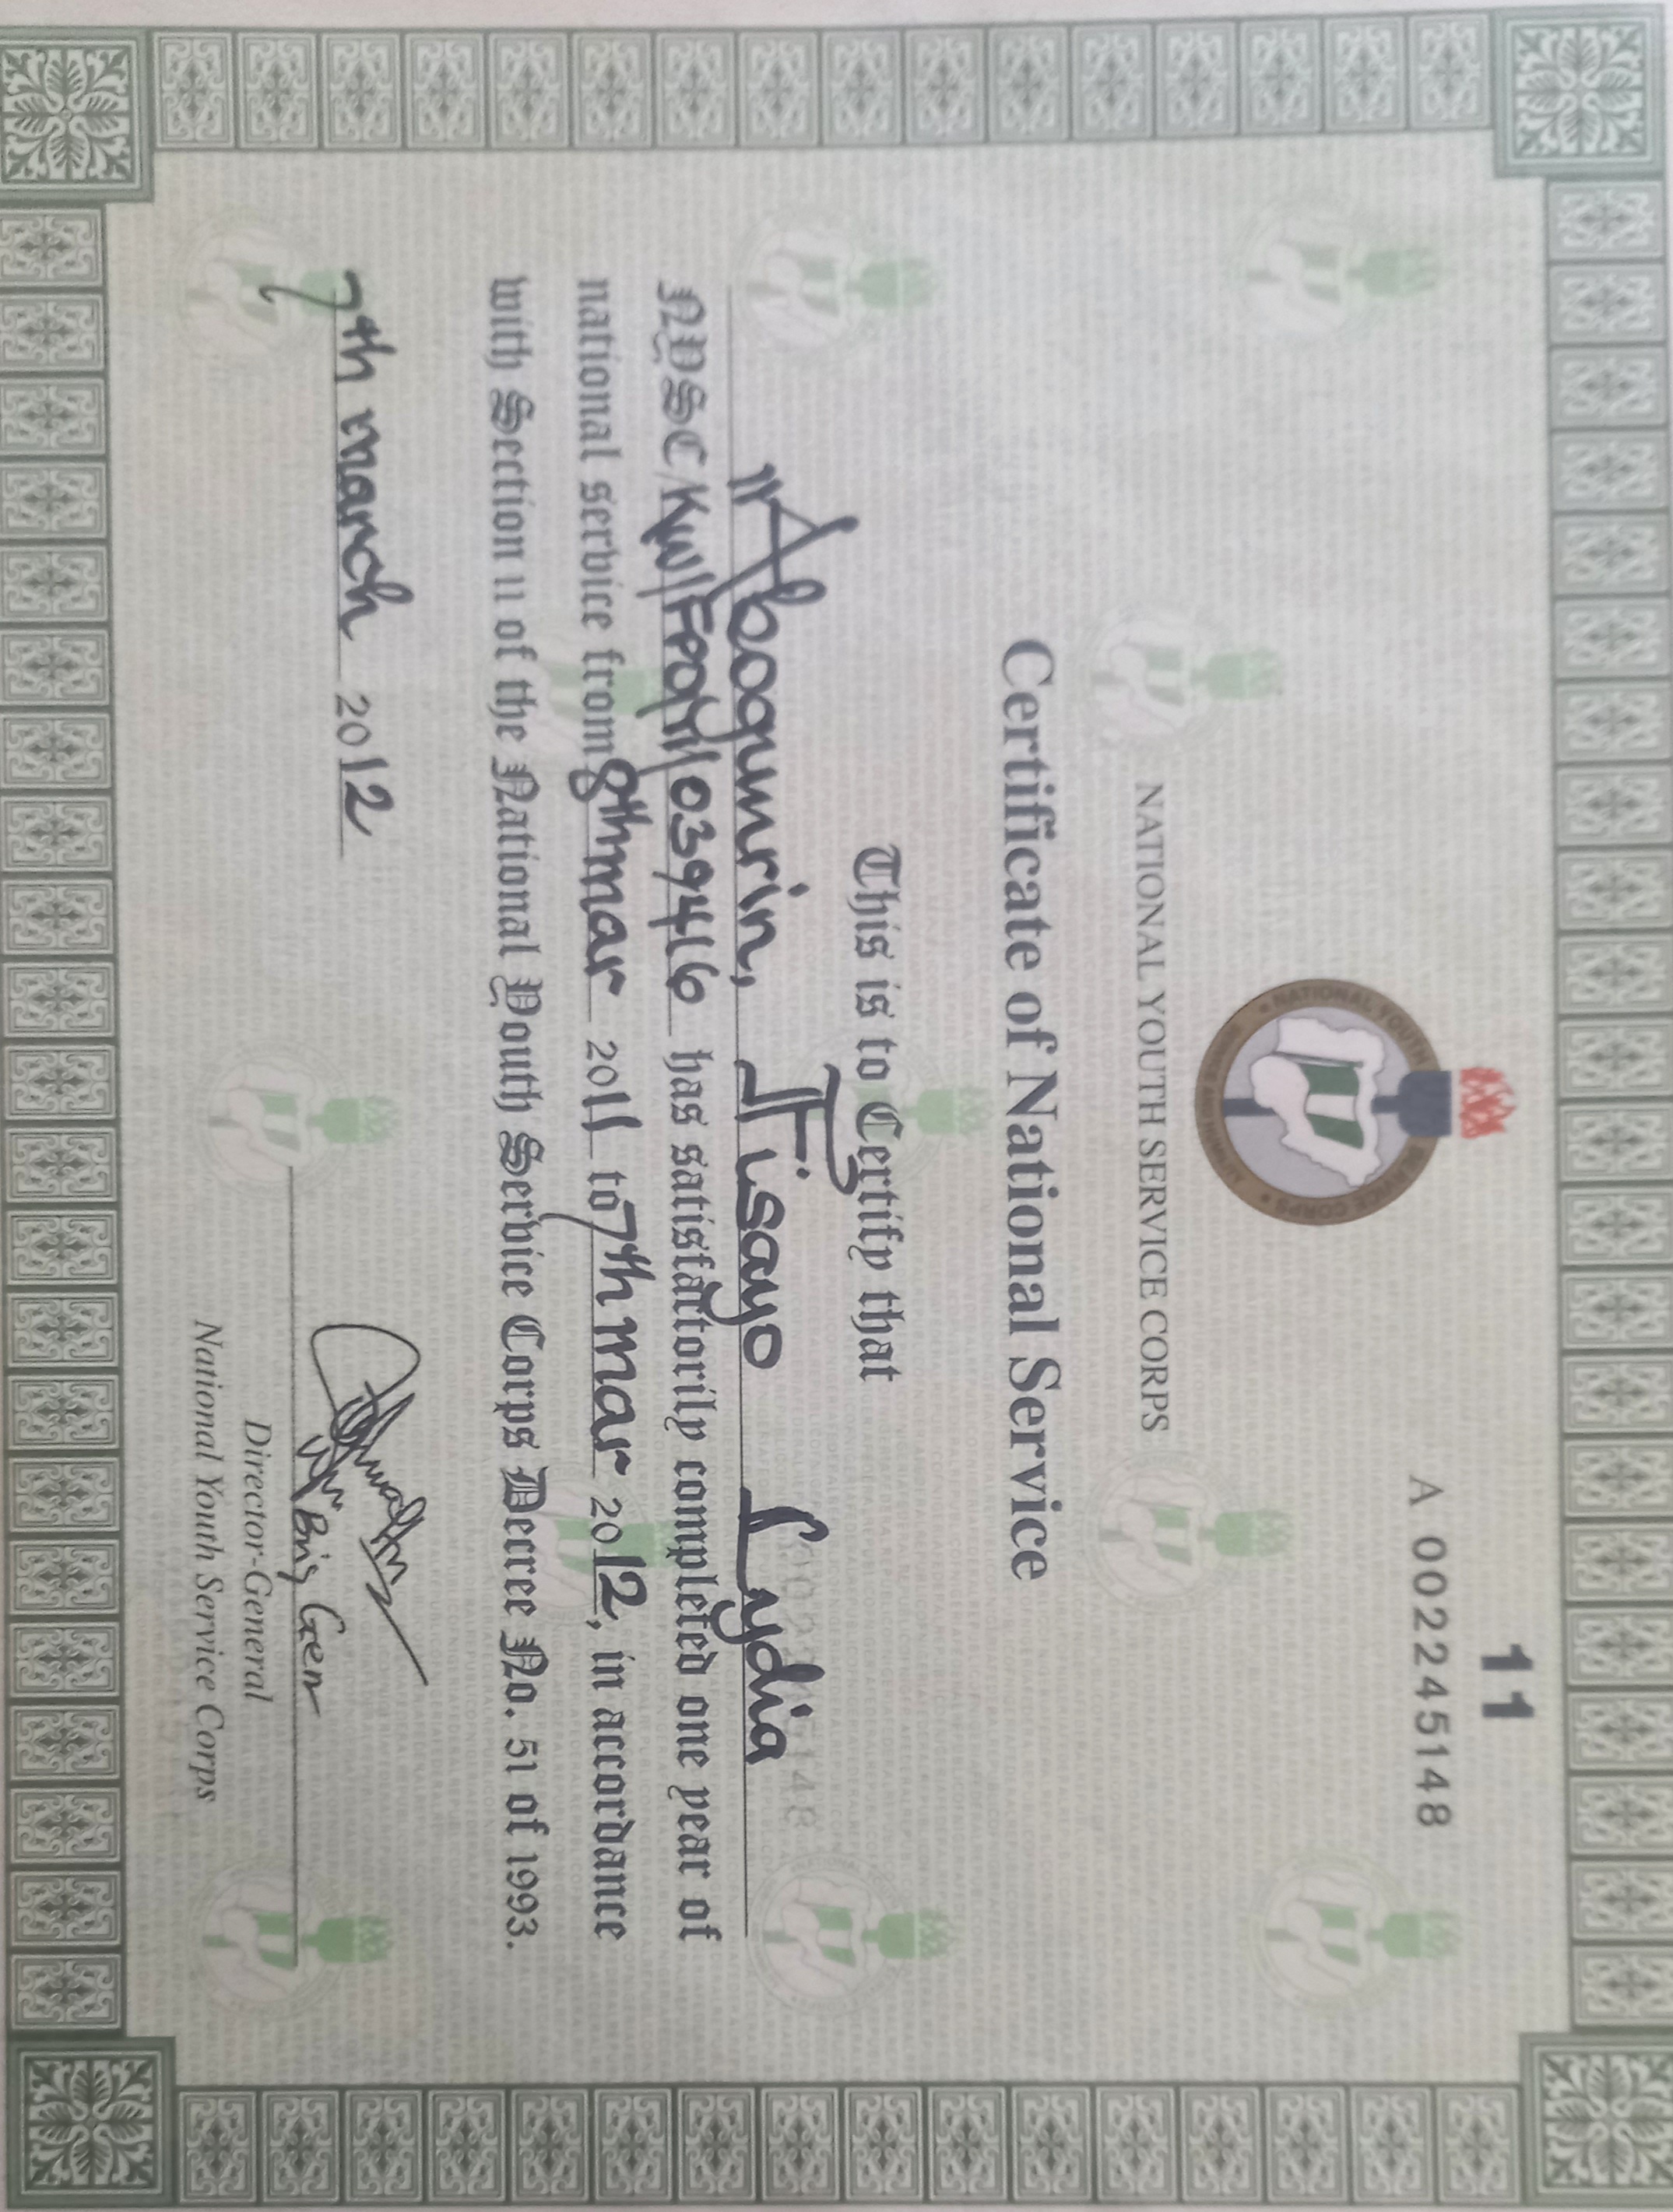 11
A 002245148
NATIONAL YOUTH SERVICE CORPS
Certificate of National Service
This is to Certify that
Abogunrin, Tisayo Lydia
NYSC/KW/ has satisfactorily completed one year of
national service from 8th mar 2011 to 7th mar 2012, in accordance
with Section 11 of the National Youth Service Corps Decree No. 51 of 1993.
7th march 2012
Brig Gen
Director-General
National Youth Service Corps